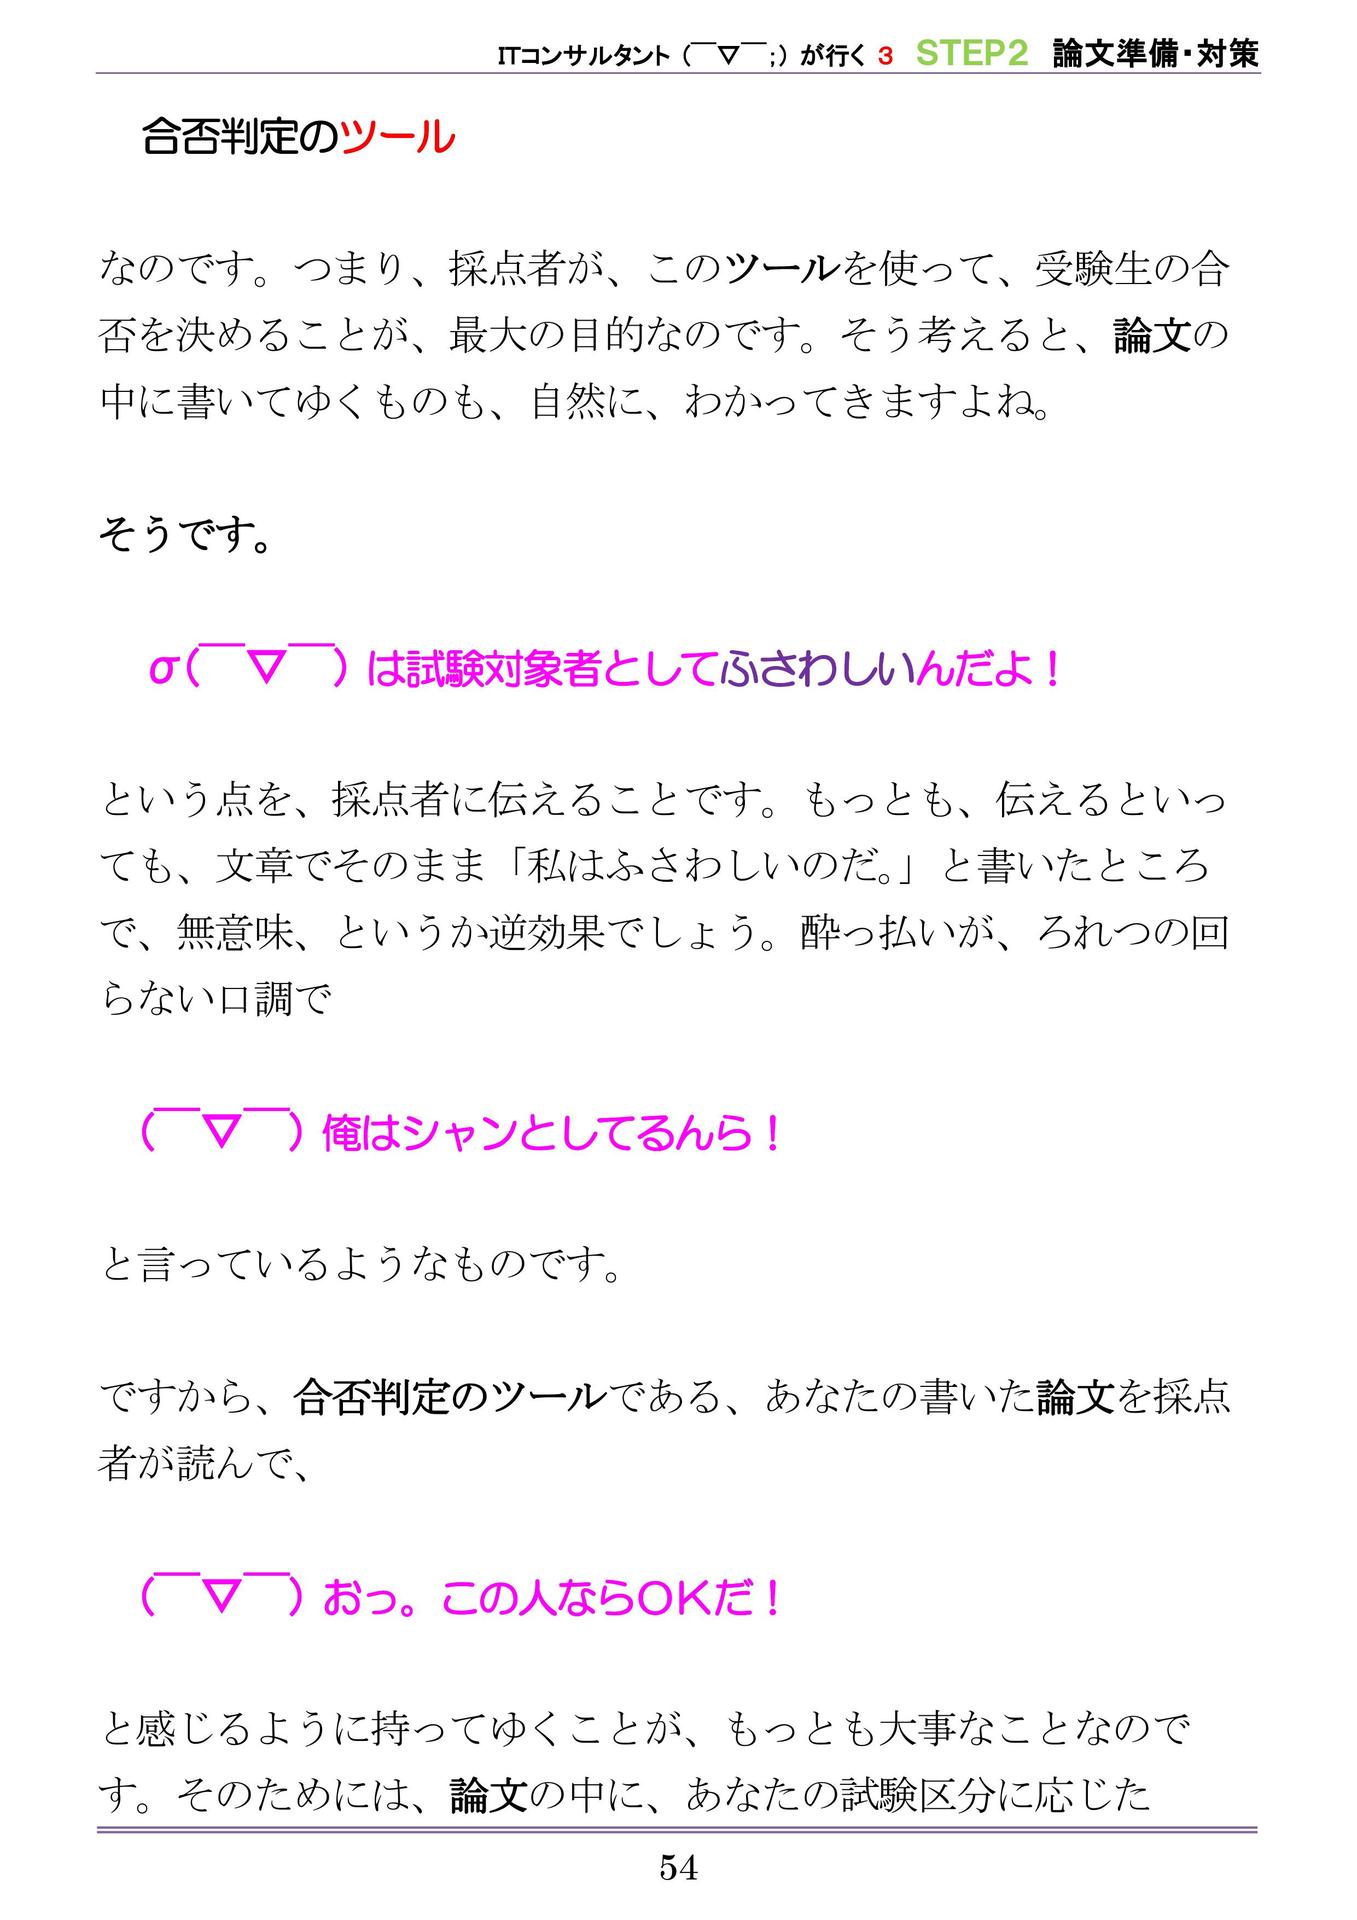 ITコンサルタント（￣▽￣；）が行く 3 STEP2 論文準備・対策
合否判定のツール
なのです。つまり、採点者が、このツールを使って、受験生の合
否を決めることが、最大の目的なのです。そう考えると、論文の
中に書いてゆくものも、自然に、わかってきますよね。
そうです。
σ（￣▽￣）は試験対象者としてふさわしいんだよ！
という点を、採点者に伝えることです。もっとも、伝えるといっ
ても、文章でそのまま「私はふさわしいのだ。」と書いたところ
で、無意味、というか逆効果でしょう。酔っ払いが、ろれつの回
らない口調で
（￣▽￣）俺はシャンとしてるんら！
と言っているようなものです。
ですから、合否判定のツールである、あなたの書いた論文を採点
者が読んで、
（￣▽￣）おっ。この人ならＯＫだ！
と感じるように持ってゆくことが、もっとも大事なことなので
す。そのためには、論文の中に、あなたの試験区分に応じた
54